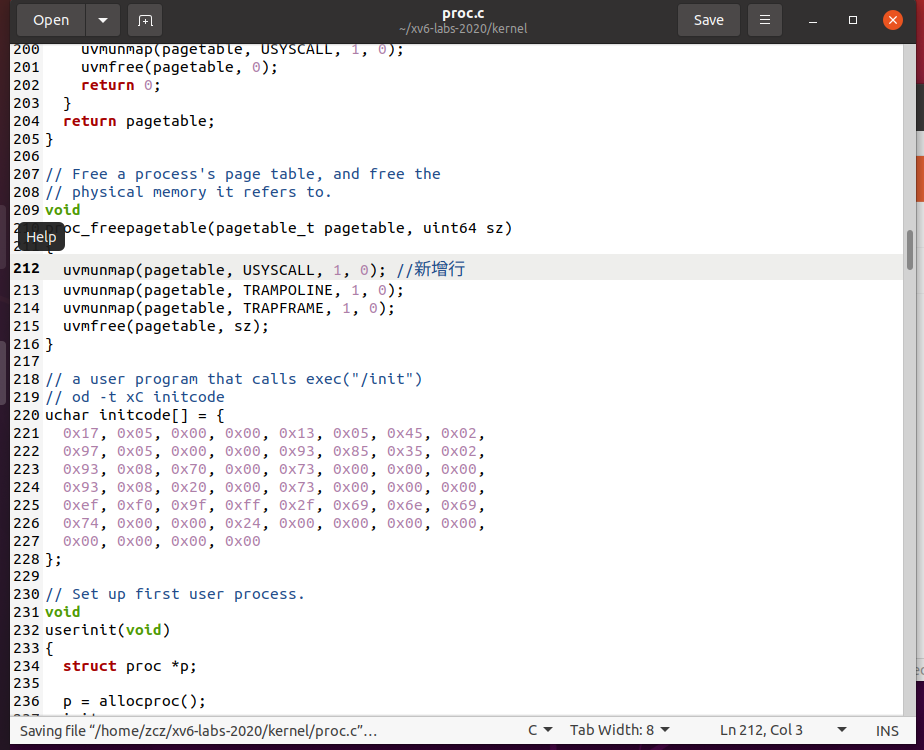 Open
proc.c
~/xv6-labs-2020/kernel
Save
200 uvmunmap(pagetable, USYSCALL, 1, 0);
201 uvmfree(pagetable, 0);
202 return 0;
203 }
204 return pagetable;
205 }
206
207 // Free a process's page table, and free the
208 // physical memory it refers to.
209 void
proc_freepagetable(pagetable_t pagetable, uint64 sz)
Help
{
212 uvmunmap(pagetable, USYSCALL, 1, 0); //新增行
213 uvmunmap(pagetable, TRAMPOLINE, 1, 0);
214 uvmunmap(pagetable, TRAPFRAME, 1, 0);
215 uvmfree(pagetable, sz);
216 }
217
218 // a user program that calls exec("/init")
219 // od -t xC initcode
220 uchar initcode[] = {
221 0x17, 0x05, 0x00, 0x00, 0x13, 0x05, 0x45, 0x02,
222 0x97, 0x05, 0x00, 0x00, 0x93, 0x85, 0x35, 0x02,
223 0x93, 0x08, 0x70, 0x00, 0x73, 0x00, 0x00, 0x00,
224 0x93, 0x08, 0x20, 0x00, 0x73, 0x00, 0x00, 0x00,
225 0xef, 0xf0, 0x9f, 0xff, 0x2f, 0x69, 0x6e, 0x69,
226 0x74, 0x00, 0x00, 0x24, 0x00, 0x00, 0x00, 0x00,
227 0x00, 0x00, 0x00, 0x00
228 };
229
230 // Set up first user process.
231 void
232 userinit(void)
233 {
234 struct proc *p;
235
236 p = allocproc();
Saving file “/home/zcz/xv6-labs-2020/kernel/proc.c”…
C
Tab Width: 8
Ln 212, Col 3
INS